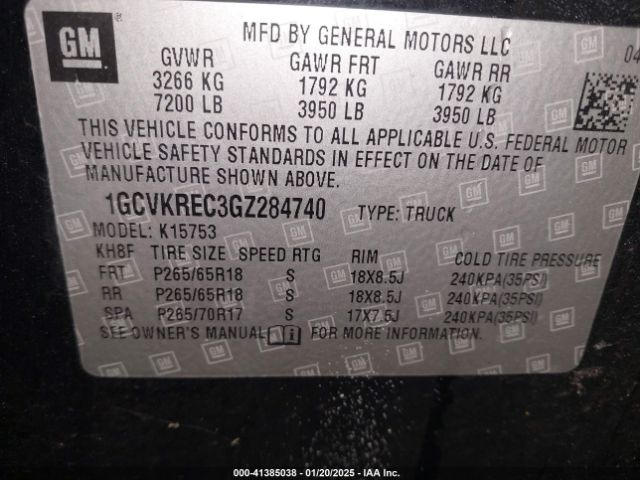 GM
MFD BY GENERAL MOTORS LLC
04
GVWR GAWR FRT GAWR RR
3266 KG 1792 KG 1792 KG
7200 LB 3950 LB 3950 LB
THIS VEHICLE CONFORMS TO ALL APPLICABLE U.S. FEDERAL MOTOR
VEHICLE SAFETY STANDARDS IN EFFECT ON THE DATE OF
MANUFACTURE SHOWN ABOVE.
1GCVKREC3GZ284740 TYPE: TRUCK
MODEL: K15753
KH8F TIRE SIZE SPEED RTG RIM COLD TIRE PRESSURE
FRT P265/65R18 S 18X8.5J 240KPA(35PSI)
RR P265/65R18 S 18X8.5J 240KPA(35PSI)
SPA P265/70R17 S 17X7.5J 240KPA(35PSI)
SEE OWNER'S MANUAL FOR MORE INFORMATION.
000-41385038 - 01/20/2025 - IAA Inc.